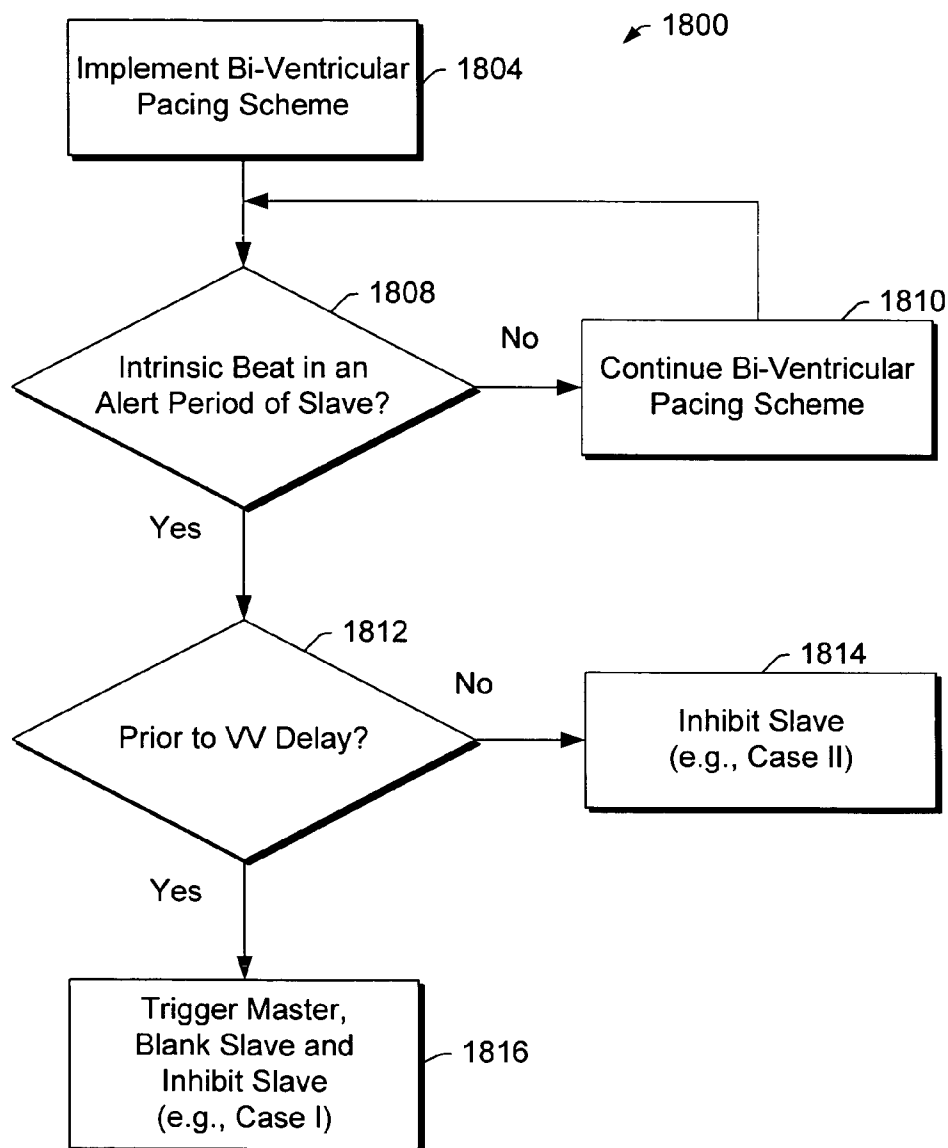 1800
Implement Bi-Ventricular
Pacing Scheme
1804
1808
Intrinsic Beat in an
Alert Period of Slave?
No
1810
Continue Bi-Ventricular
Pacing Scheme
Yes
1812
Prior to VV Delay?
No
1814
Inhibit Slave
(e.g., Case II)
Yes
Trigger Master,
Blank Slave and
Inhibit Slave
(e.g., Case I)
1816